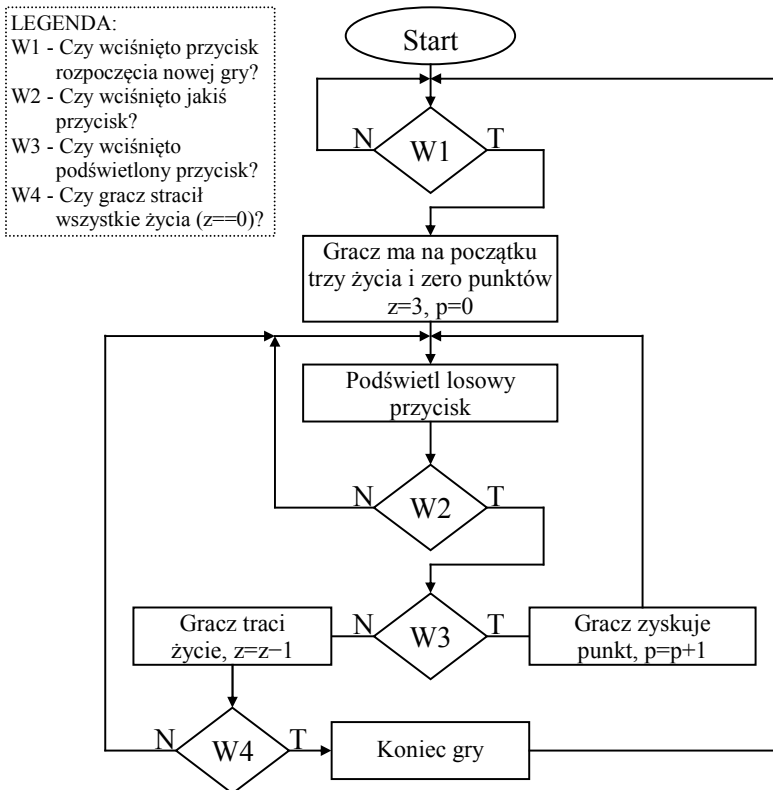 LEGENDA:
W1 - Czy wciśnięto przycisk
rozpoczęcia nowej gry?
W2 - Czy wciśnięto jakiś
przycisk?
W3 - Czy wciśnięto
podświetlony przycisk?
W4 - Czy gracz stracił
wszystkie życia (z==0)?
Start
N
W1
T
Gracz ma na początku
trzy życia i zero punktów
z=3, p=0
Podświetl losowy
przycisk
N
W2
T
Gracz traci
życie, z=z−1
N
W3
T
Gracz zyskuje
punkt, p=p+1
N
W4
T
Koniec gry